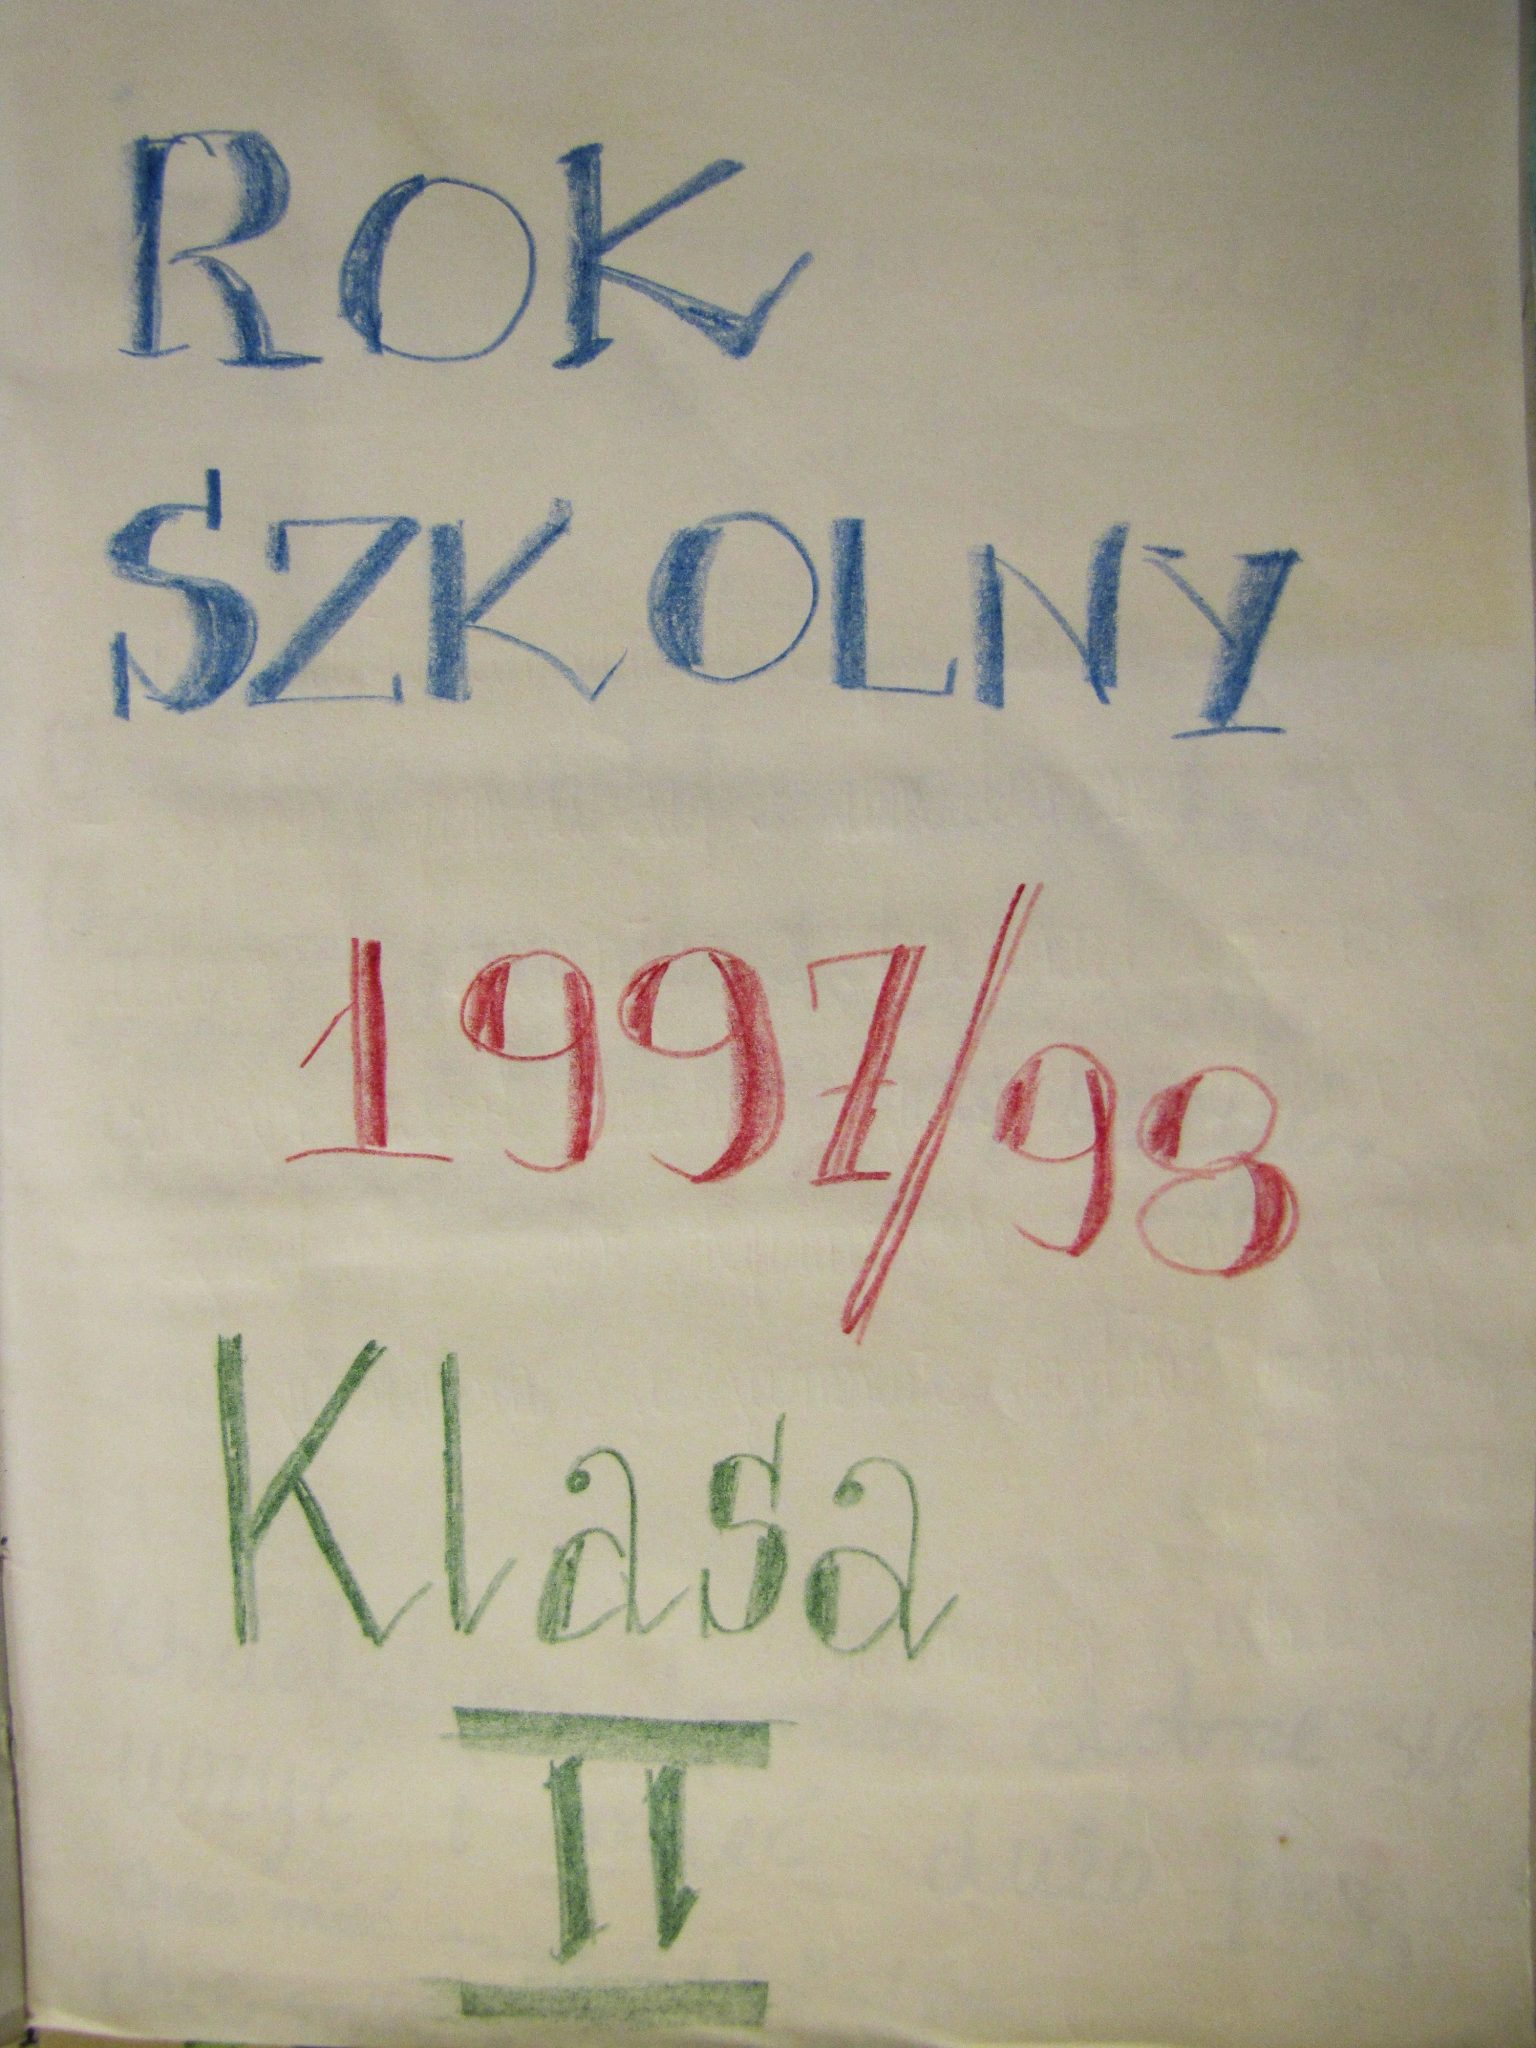 ROK
SZKOLNY
1997/98
Klasa
II